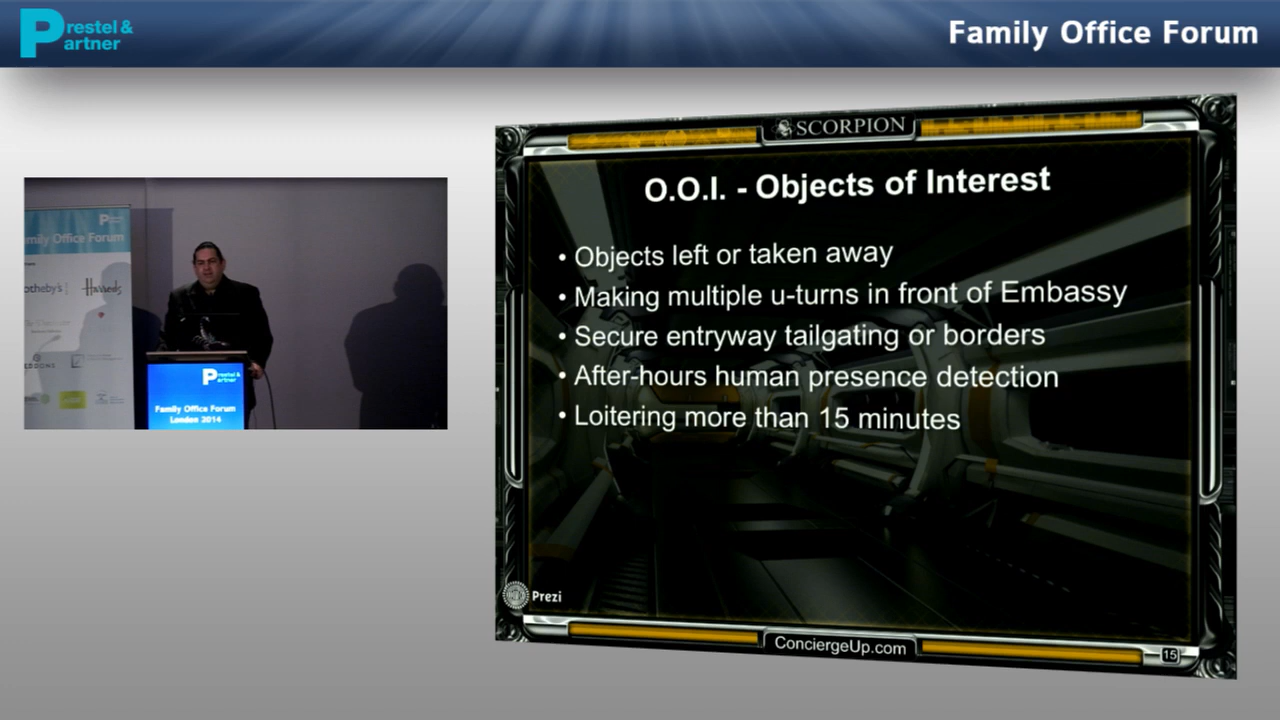 Prestel &
Partner
Family Office Forum
SCORPION
O.O.I. - Objects of Interest
• Objects left or taken away
• Making multiple u-turns in front of Embassy
• Secure entryway tailgating or borders
• After-hours human presence detection
• Loitering more than 15 minutes
Prezi
ConciergeUp.com
15
mily Office Forum
otheby's
Harrods
Prestel &
Partner
Family Office Forum
London 2014